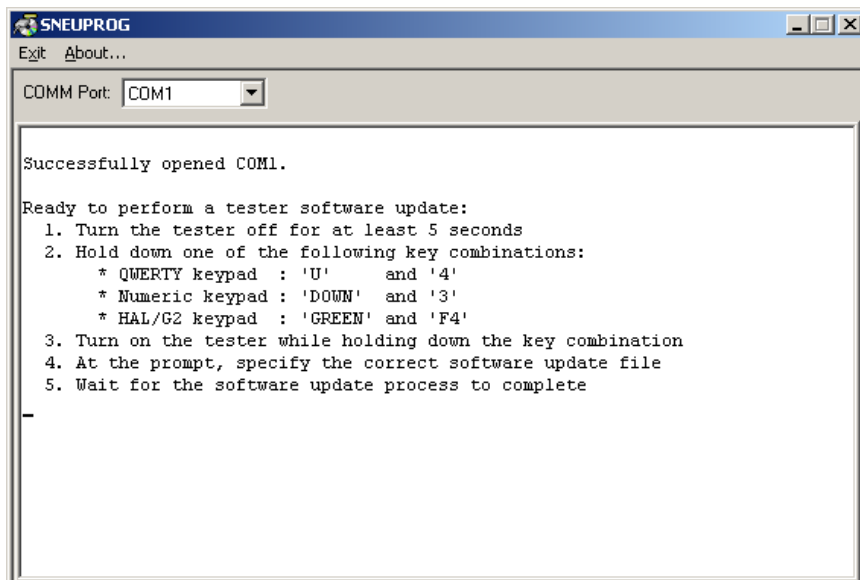 SNEUPROG
Exit About...
COMM Port: COM1
Successfully opened COM1.
Ready to perform a tester software update:
1. Turn the tester off for at least 5 seconds
2. Hold down one of the following key combinations:
* QWERTY keypad : 'U' and '4'
* Numeric keypad : 'DOWN' and '3'
* HAL/G2 keypad : 'GREEN' and 'F4'
3. Turn on the tester while holding down the key combination
4. At the prompt, specify the correct software update file
5. Wait for the software update process to complete